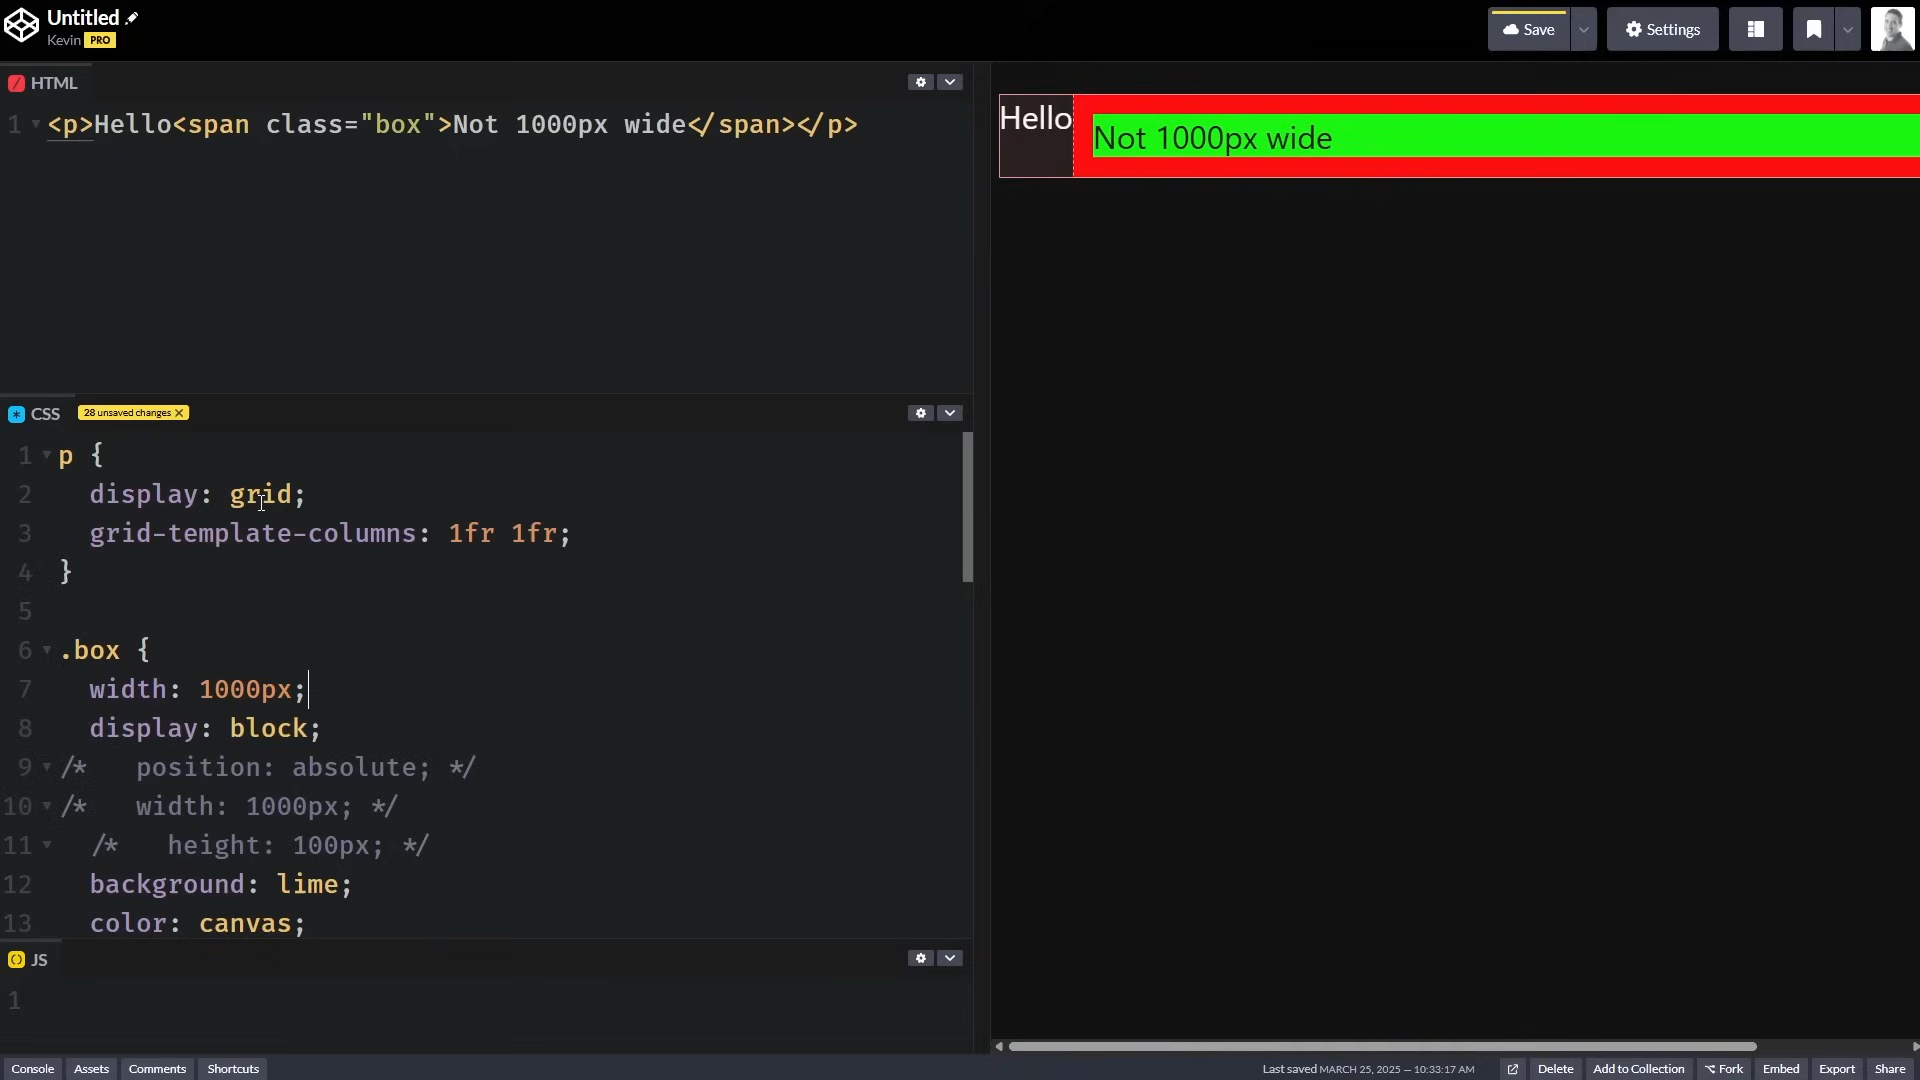 Untitled
Kevin PRO
Save
Settings
HTML
1 <p>Hello<span class="box">Not 1000px wide</span></p>
Hello
Not 1000px wide
CSS 28 unsaved changes
1 p {
2 display: grid;
3 grid-template-columns: 1fr 1fr;
4 }
5
6 .box {
7 width: 1000px;
8 display: block;
9 /* position: absolute; */
10 /* width: 1000px; */
11 /* height: 100px; */
12 background: lime;
13 color: canvas;
JS
1
Console Assets Comments Shortcuts Last saved MARCH 25, 2025 — 10:33:17 AM Delete Add to Collection Fork Embed Export Share